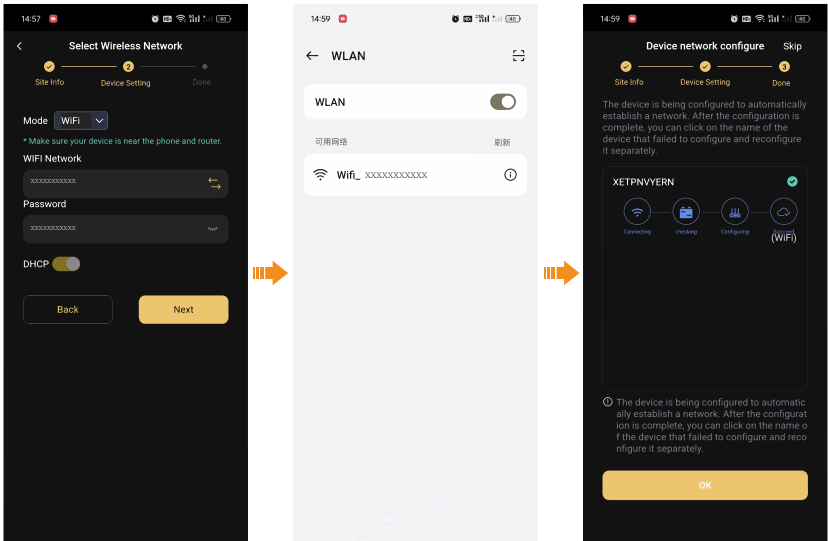 14:57
48
Select Wireless Network
2
Site Info
Device Setting
Done
Mode
WiFi
* Make sure your device is near the phone and router.
WIFI Network
xxxxxxxxxxx
Password
xxxxxxxxxxx
DHCP
Back
Next
14:59
48
WLAN
WLAN
可用网络
刷新
Wifi_ xxxxxxxxxxx
14:59
48
Device network configure
Skip
3
Site Info
Device Setting
Done
The device is being configured to automatically
establish a network. After the configuration is
complete, you can click on the name of the
device that failed to configure and reconfigure
it separately.
XETPNVYERN
Connecting
checking
Configuring
Succeed
(WiFi)
The device is being configured to automatic
ally establish a network. After the configurat
ion is complete, you can click on the name o
f the device that failed to configure and reco
nfigure it separately.
OK